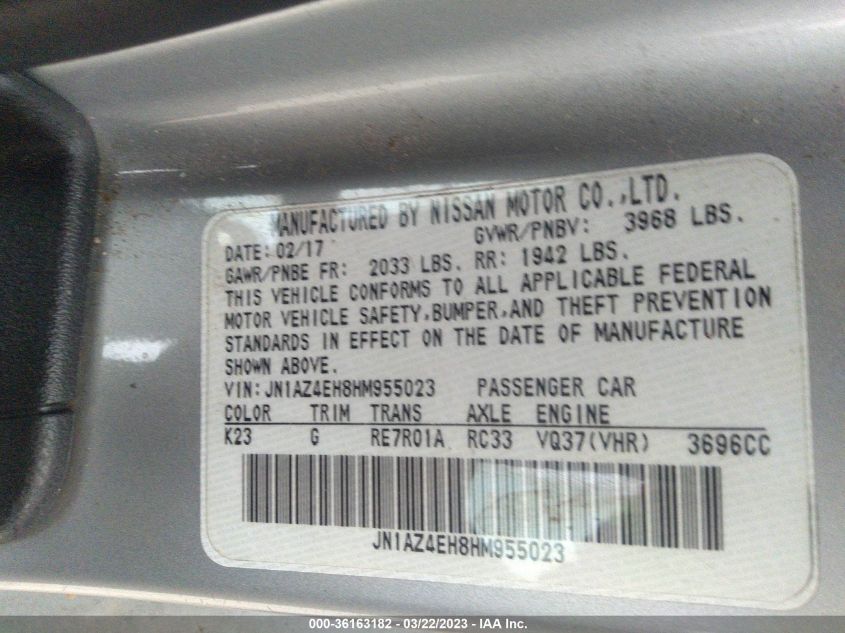 MANUFACTURED BY NISSAN MOTOR CO.,LTD.
DATE: 02/17 GVWR/PNBV: 3968 LBS.
GAWR/PNBE FR: 2033 LBS. RR: 1942 LBS.
THIS VEHICLE CONFORMS TO ALL APPLICABLE FEDERAL
MOTOR VEHICLE SAFETY,BUMPER,AND THEFT PREVENTION
STANDARDS IN EFFECT ON THE DATE OF MANUFACTURE
SHOWN ABOVE.
VIN:JN1AZ4EH8HM955023 PASSENGER CAR
COLOR TRIM TRANS AXLE ENGINE
K23 G RE7R01A RC33 VQ37(VHR) 3696CC
JN1AZ4EH8HM955023
000-36163182 - 03/22/2023 - IAA Inc.